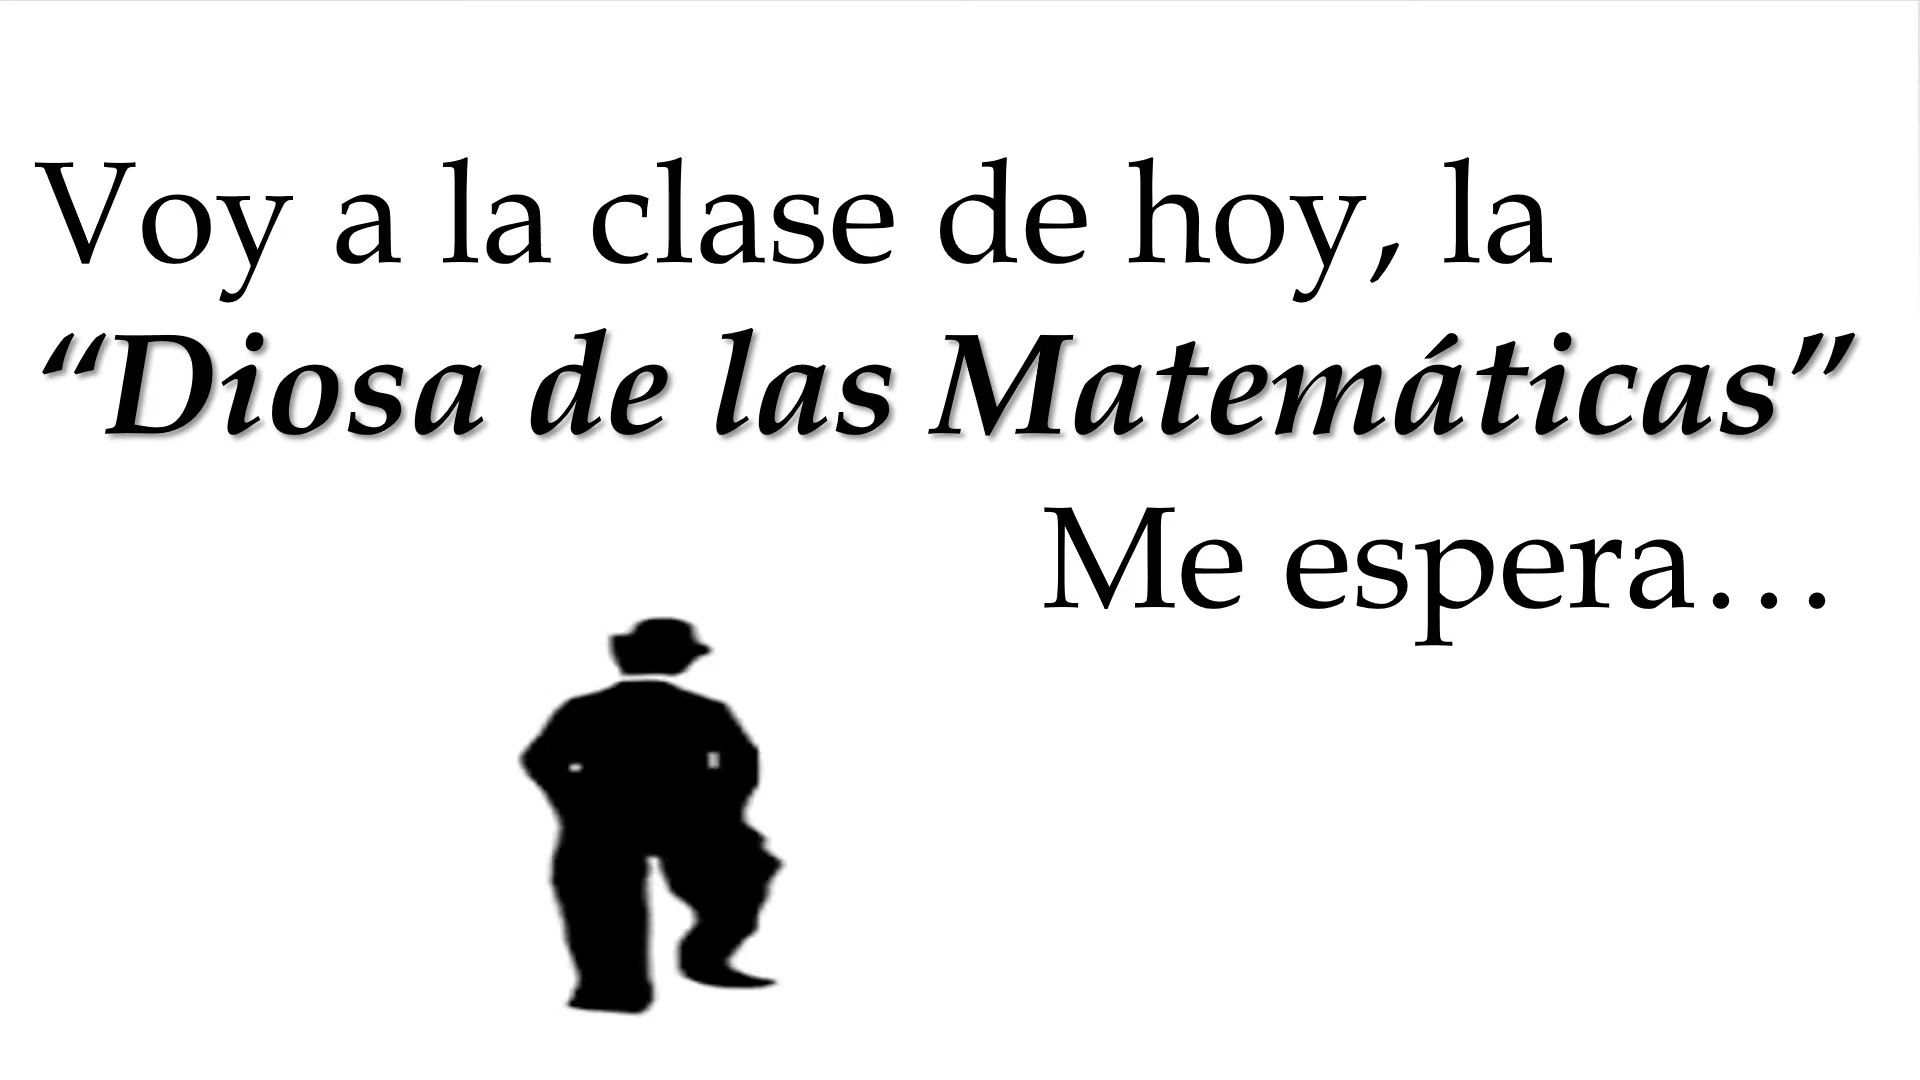 Voy a la clase de hoy, la
“Diosa de las Matemáticas”
Me espera…